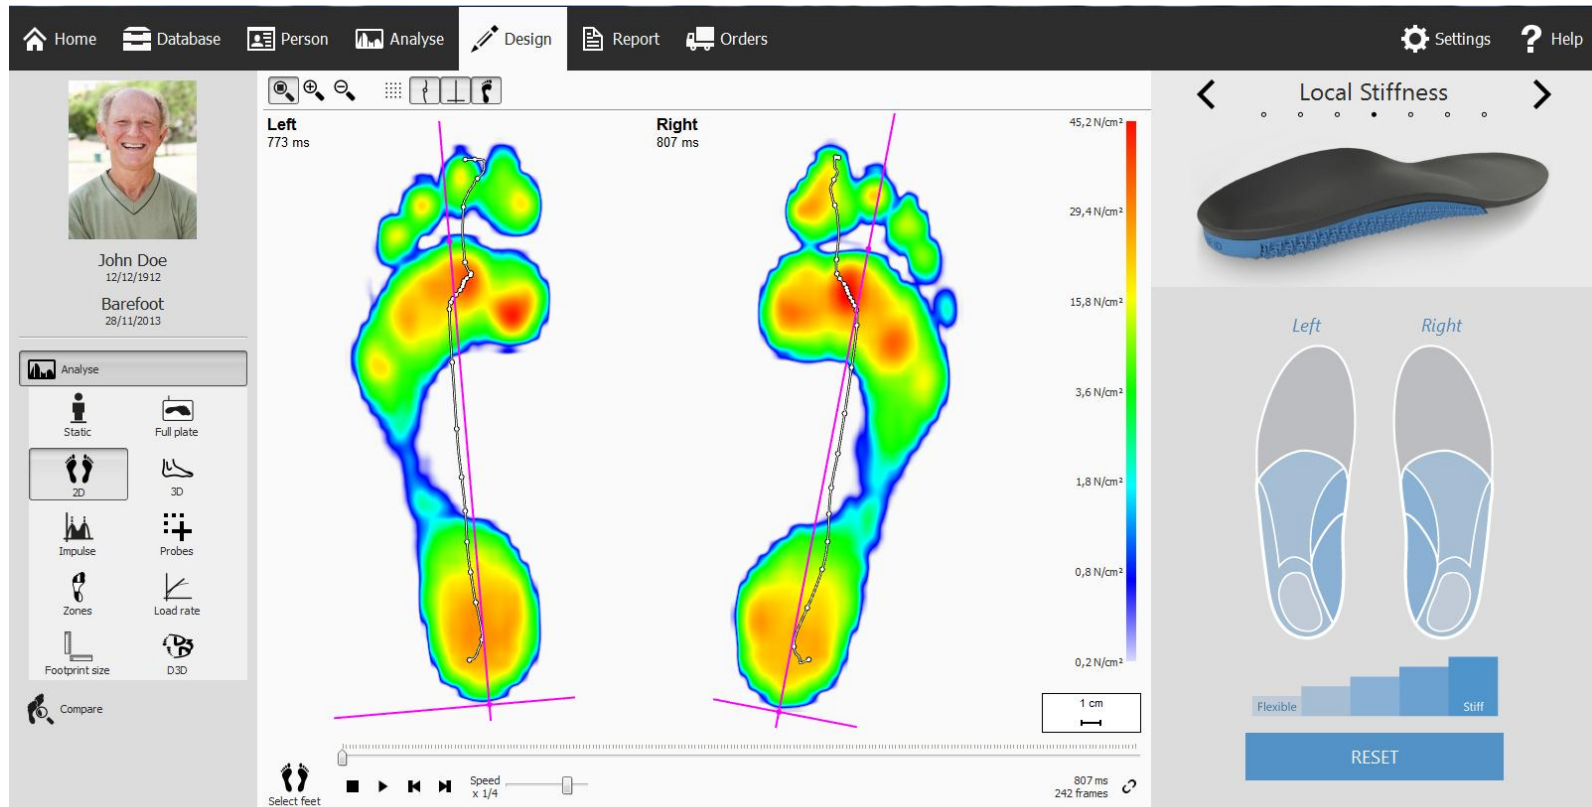 Home
Database
Person
Analyse
Design
Report
Orders
Settings
Help
John Doe
12/12/1912
Barefoot
28/11/2013
Analyse
Static
Full plate
2D
3D
Impulse
Probes
Zones
Load rate
Footprint size
D3D
Compare
Left
773 ms
Right
807 ms
45,2 N/cm²
29,4 N/cm²
15,8 N/cm²
3,6 N/cm²
1,8 N/cm²
0,8 N/cm²
0,2 N/cm²
1 cm
Select feet
Speed
x 1/4
807 ms
242 frames
Local Stiffness
Left
Right
Flexible
Stiff
RESET